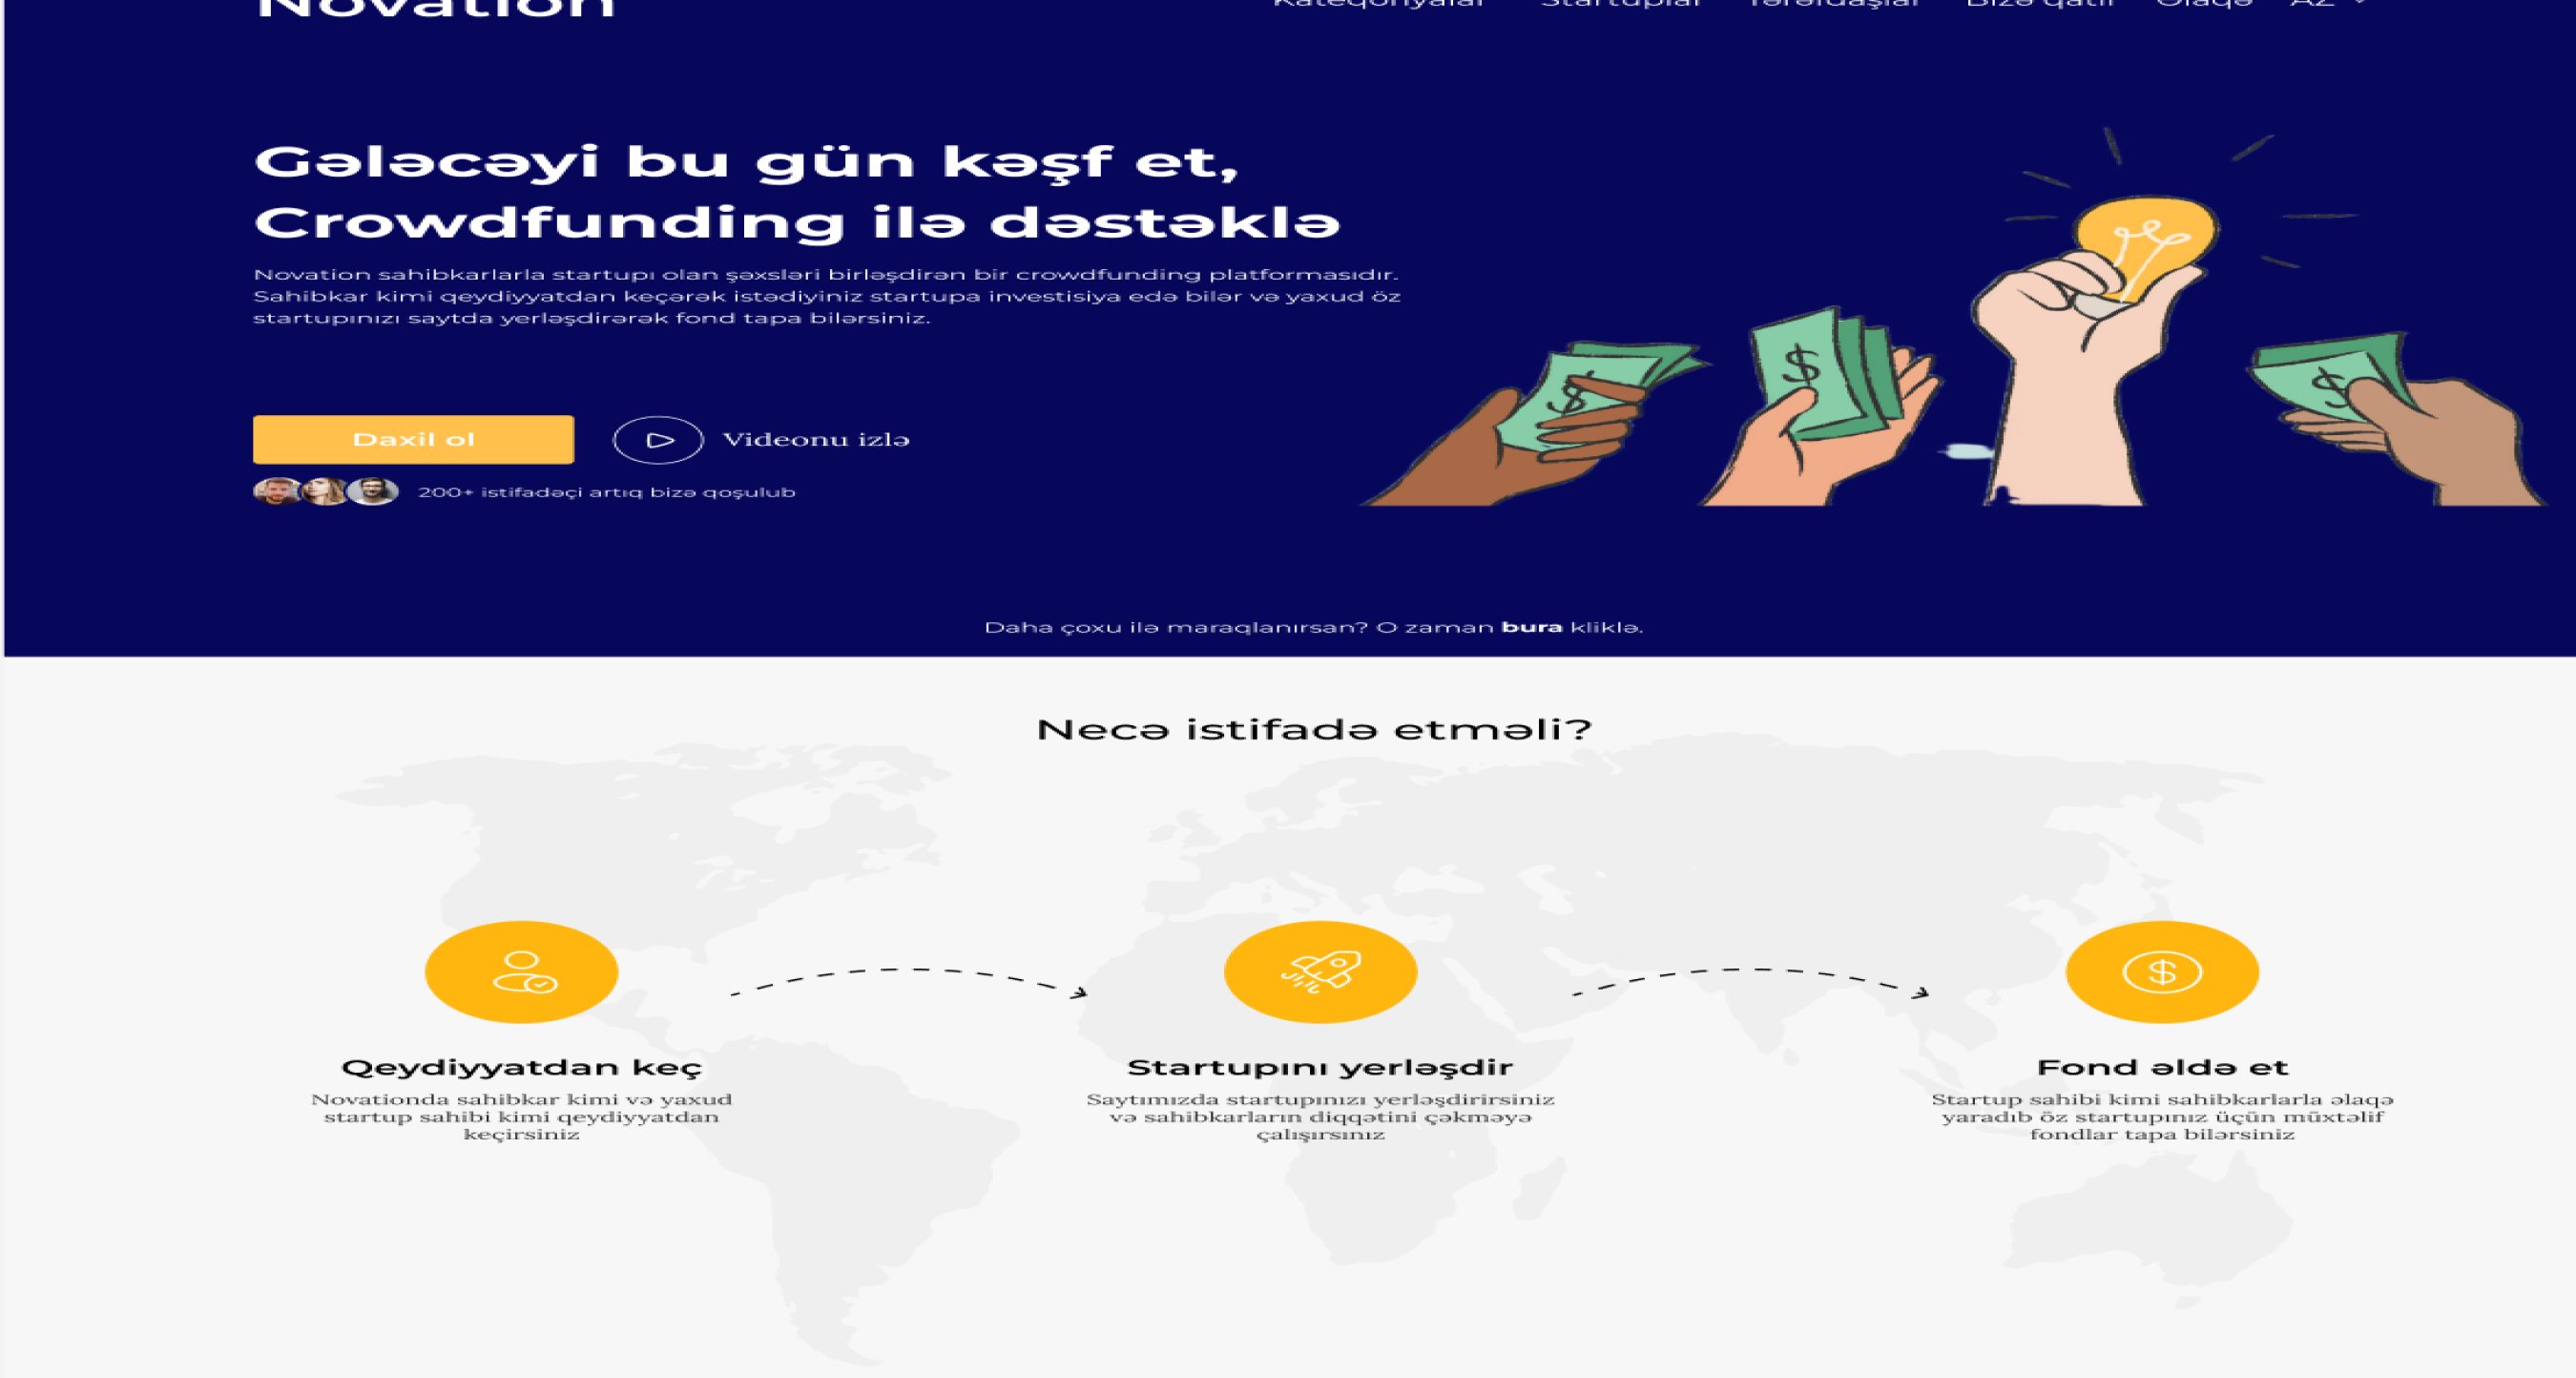 Novation
Kateqoriyalar Startuplar Tərəfdaşlar Bizə qatıl Əlaqə AZ
Gələcəyi bu gün kəşf et,
Crowdfunding ilə dəstəklə
Novation sahibkarlarla startupı olan şəxsləri birləşdirən bir crowdfunding platformasıdır.
Sahibkar kimi qeydiyyatdan keçərək istədiyiniz startupa investisiya edə bilər və yaxud öz
startupınızı saytda yerləşdirərək fond tapa bilərsiniz.
Daxil ol
Videonu izlə
200+ istifadəçi artıq bizə qoşulub
$
$
$
Daha çoxu ilə maraqlanırsan? O zaman bura kliklə.
Necə istifadə etməli?
$
Qeydiyyatdan keç
Novationda sahibkar kimi və yaxud
startup sahibi kimi qeydiyyatdan
keçirsiniz
Startupını yerləşdir
Saytımızda startupınızı yerləşdirirsiniz
və sahibkarların diqqətini çəkməyə
çalışırsınız
Fond əldə et
Startup sahibi kimi sahibkarlarla əlaqə
yaradıb öz startupınız üçün müxtəlif
fondlar tapa bilərsiniz